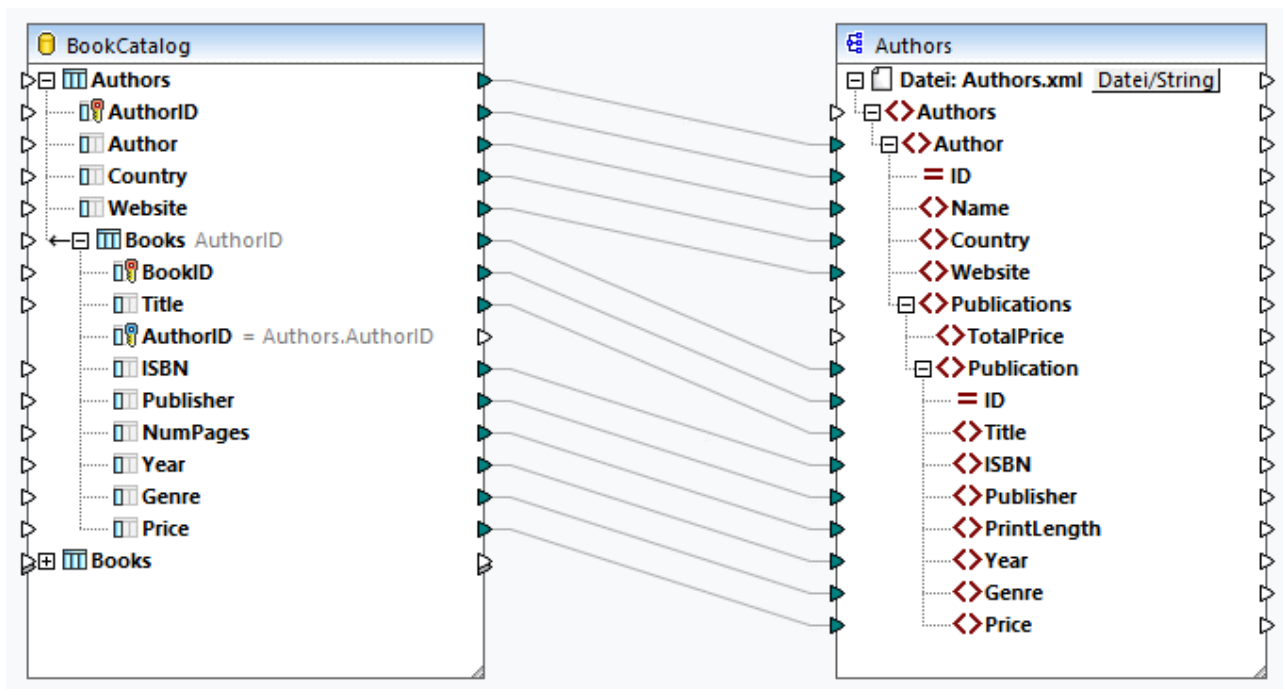 BookCatalog
Authors
AuthorID
Author
Country
Website
Books AuthorID
BookID
Title
AuthorID = Authors.AuthorID
ISBN
Publisher
NumPages
Year
Genre
Price
Books
Authors
Datei: Authors.xml Datei/String
Authors
Author
ID
Name
Country
Website
Publications
TotalPrice
Publication
ID
Title
ISBN
Publisher
PrintLength
Year
Genre
Price